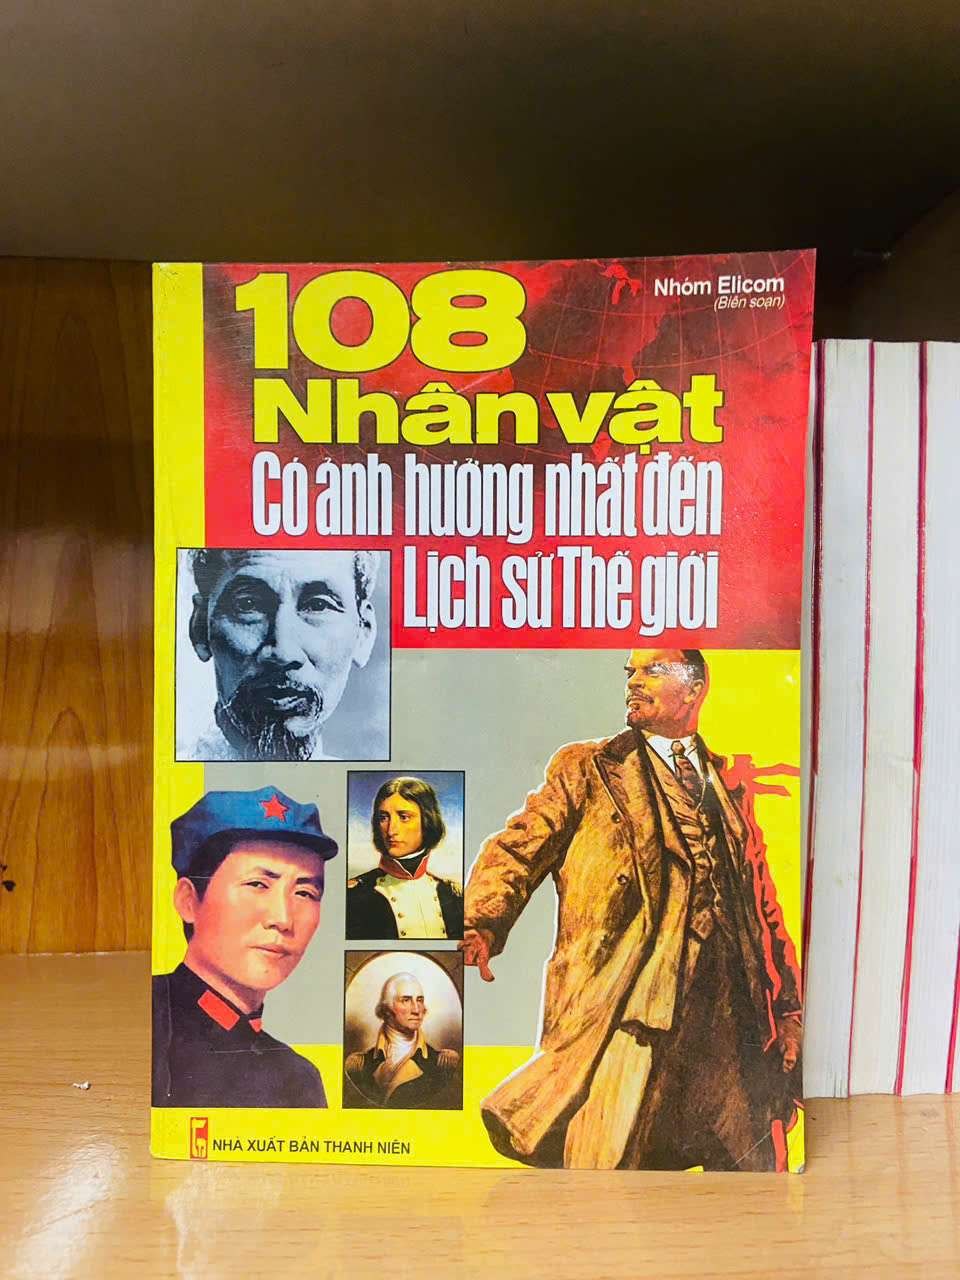 Nhóm Elicom
(Biên soạn)
108
Nhân vật
Có ảnh hưởng nhất đến
Lịch sử Thế giới
NHÀ XUẤT BẢN THANH NIÊN